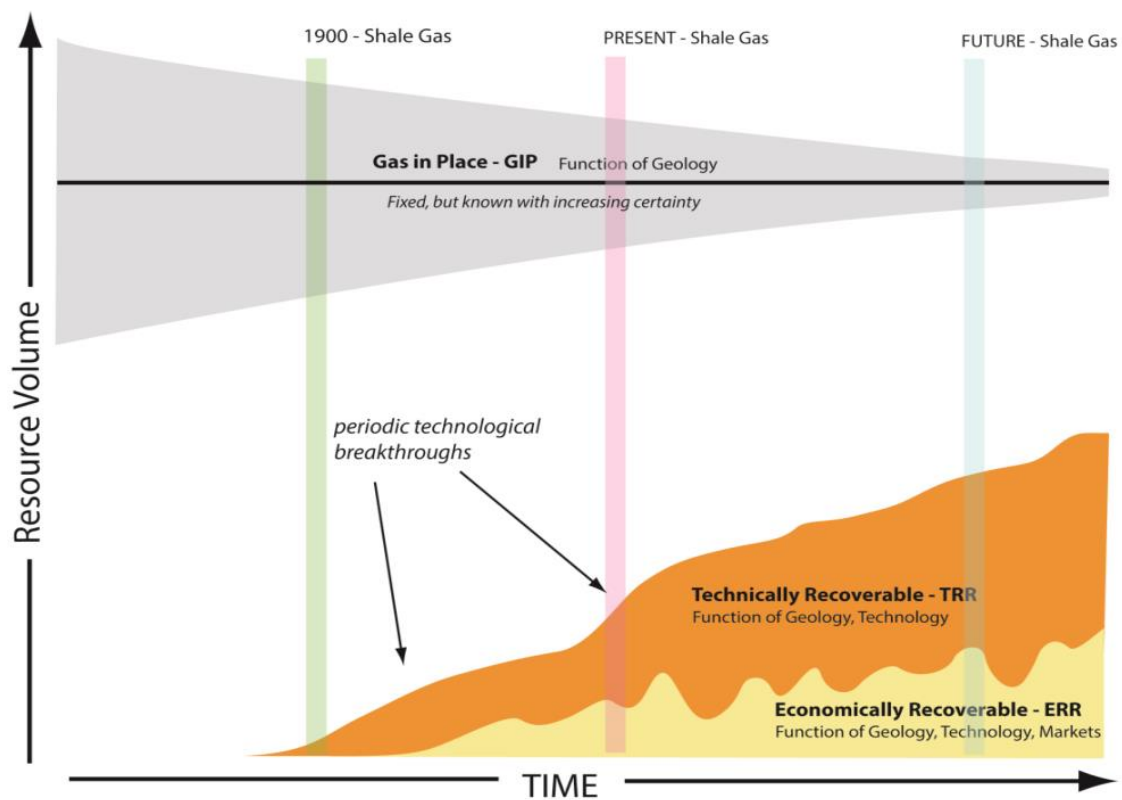 1900 - Shale Gas
PRESENT - Shale Gas
FUTURE - Shale Gas
Gas in Place - GIP Function of Geology
Fixed, but known with increasing certainty
Resource Volume
periodic technological
breakthroughs
Technically Recoverable - TRR
Function of Geology, Technology
Economically Recoverable - ERR
Function of Geology, Technology, Markets
TIME